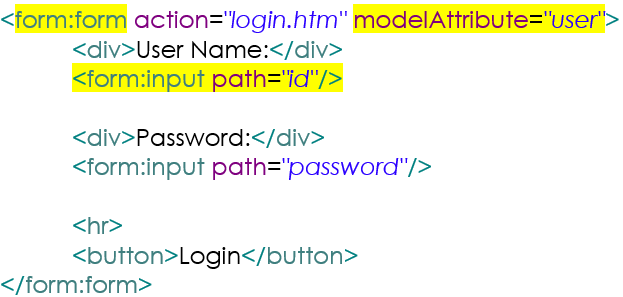 <form:form action="login.htm" modelAttribute="user">
<div>User Name:</div>
<form:input path="id"/>
<div>Password:</div>
<form:input path="password"/>
<hr>
<button>Login</button>
</form:form>